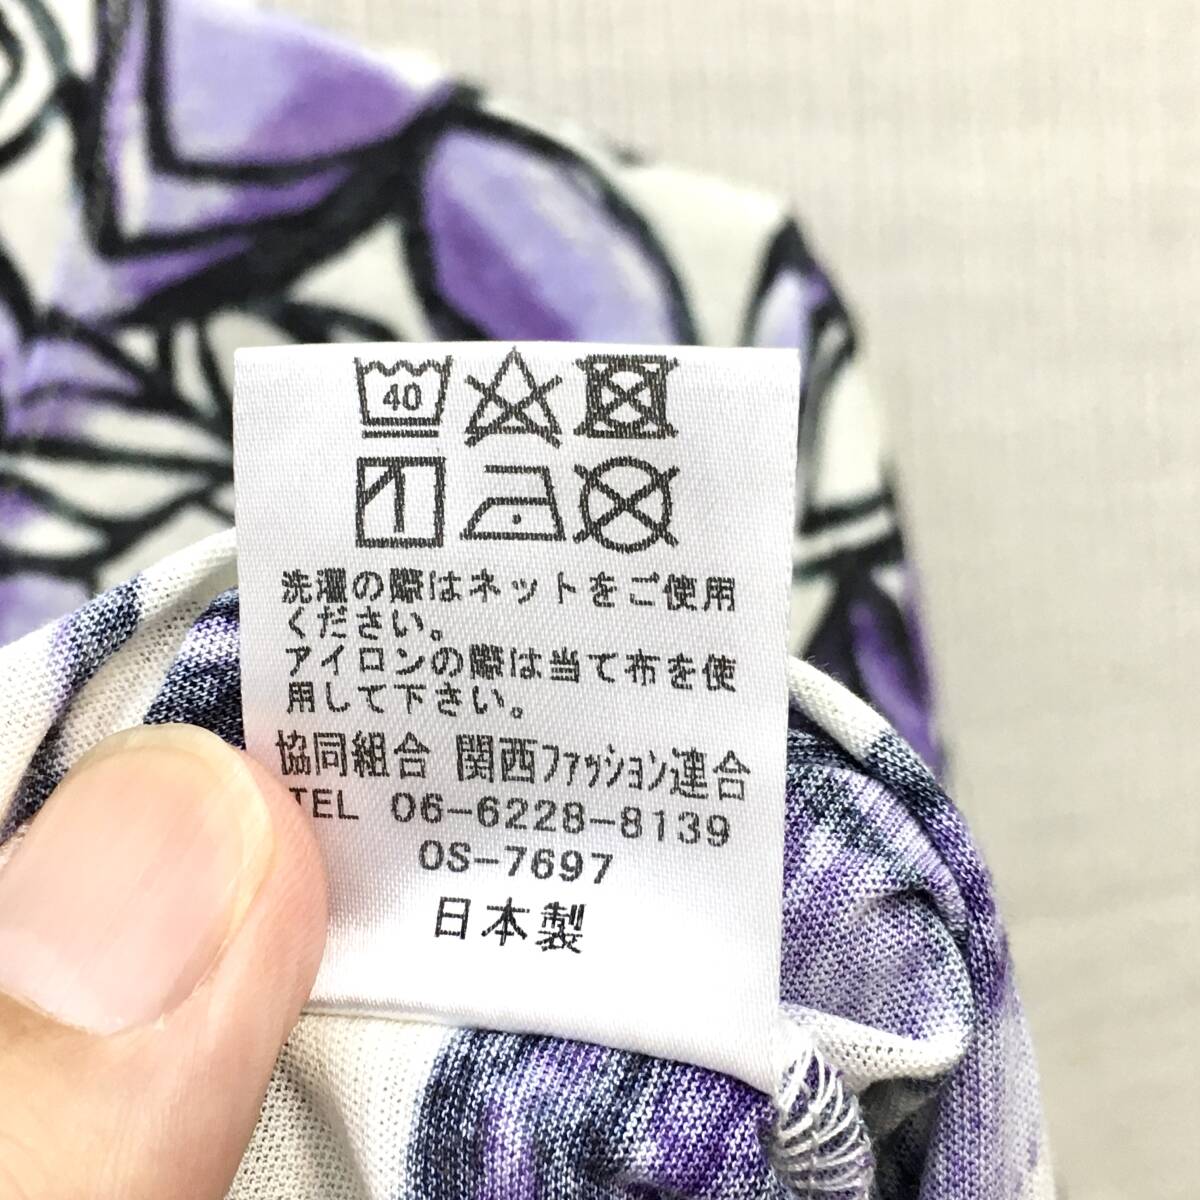 40
洗濯の際はネットをご使用
ください。
アイロンの際は当て布を使
用して下さい。
協同組合 関西ファッション連合
TEL 06-6228-8139
OS-7697
日本製